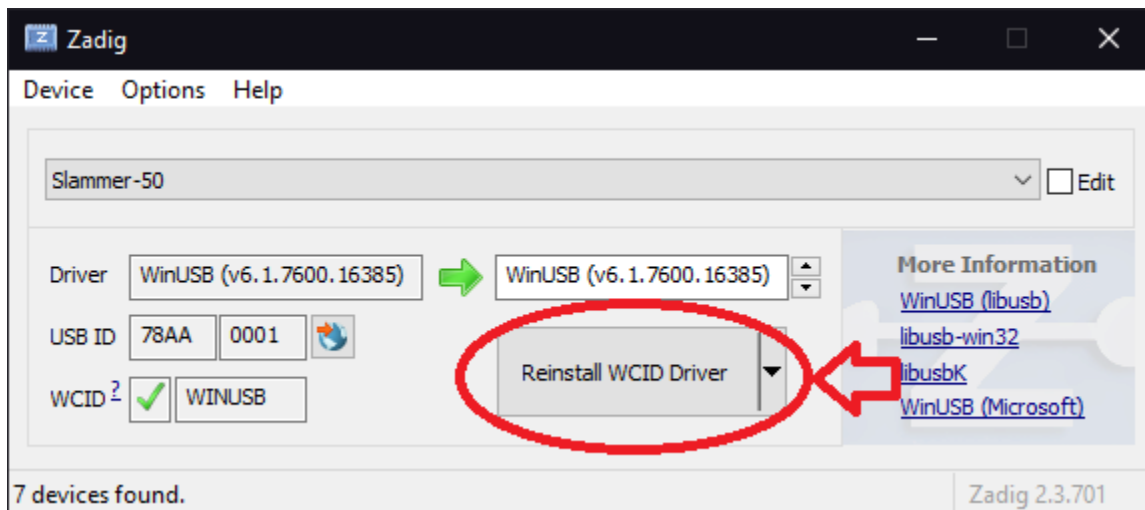 Zadig
Device Options Help
Slammer-50
Edit
Driver WinUSB (v6.1.7600.16385) WinUSB (v6.1.7600.16385)
USB ID 78AA 0001
WCID ? WINUSB
Reinstall WCID Driver
More Information
WinUSB (libusb)
libusb-win32
libusbK
WinUSB (Microsoft)
7 devices found.
Zadig 2.3.701